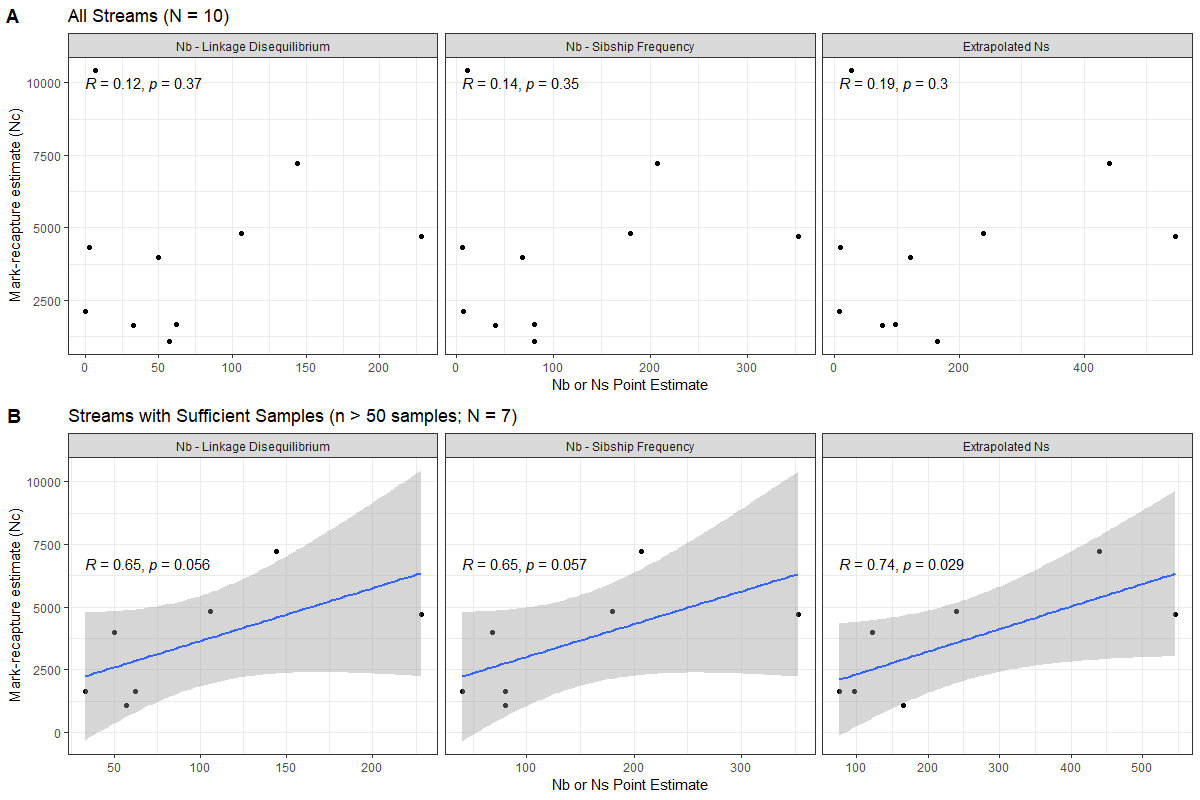 A
All Streams (N = 10)
Nb - Linkage Disequilibrium
Nb - Sibship Frequency
Extrapolated Ns
Mark-recapture estimate (Nc)
10000
7500
5000
2500
R = 0.12, p = 0.37
R = 0.14, p = 0.35
R = 0.19, p = 0.3
0 50 100 150 200
0 100 200 300
0 200 400
Nb or Ns Point Estimate
B
Streams with Sufficient Samples (n > 50 samples; N = 7)
Nb - Linkage Disequilibrium
Nb - Sibship Frequency
Extrapolated Ns
Mark-recapture estimate (Nc)
10000
7500
5000
2500
0
R = 0.65, p = 0.056
R = 0.65, p = 0.057
R = 0.74, p = 0.029
50 100 150 200
100 200 300
100 200 300 400 500
Nb or Ns Point Estimate